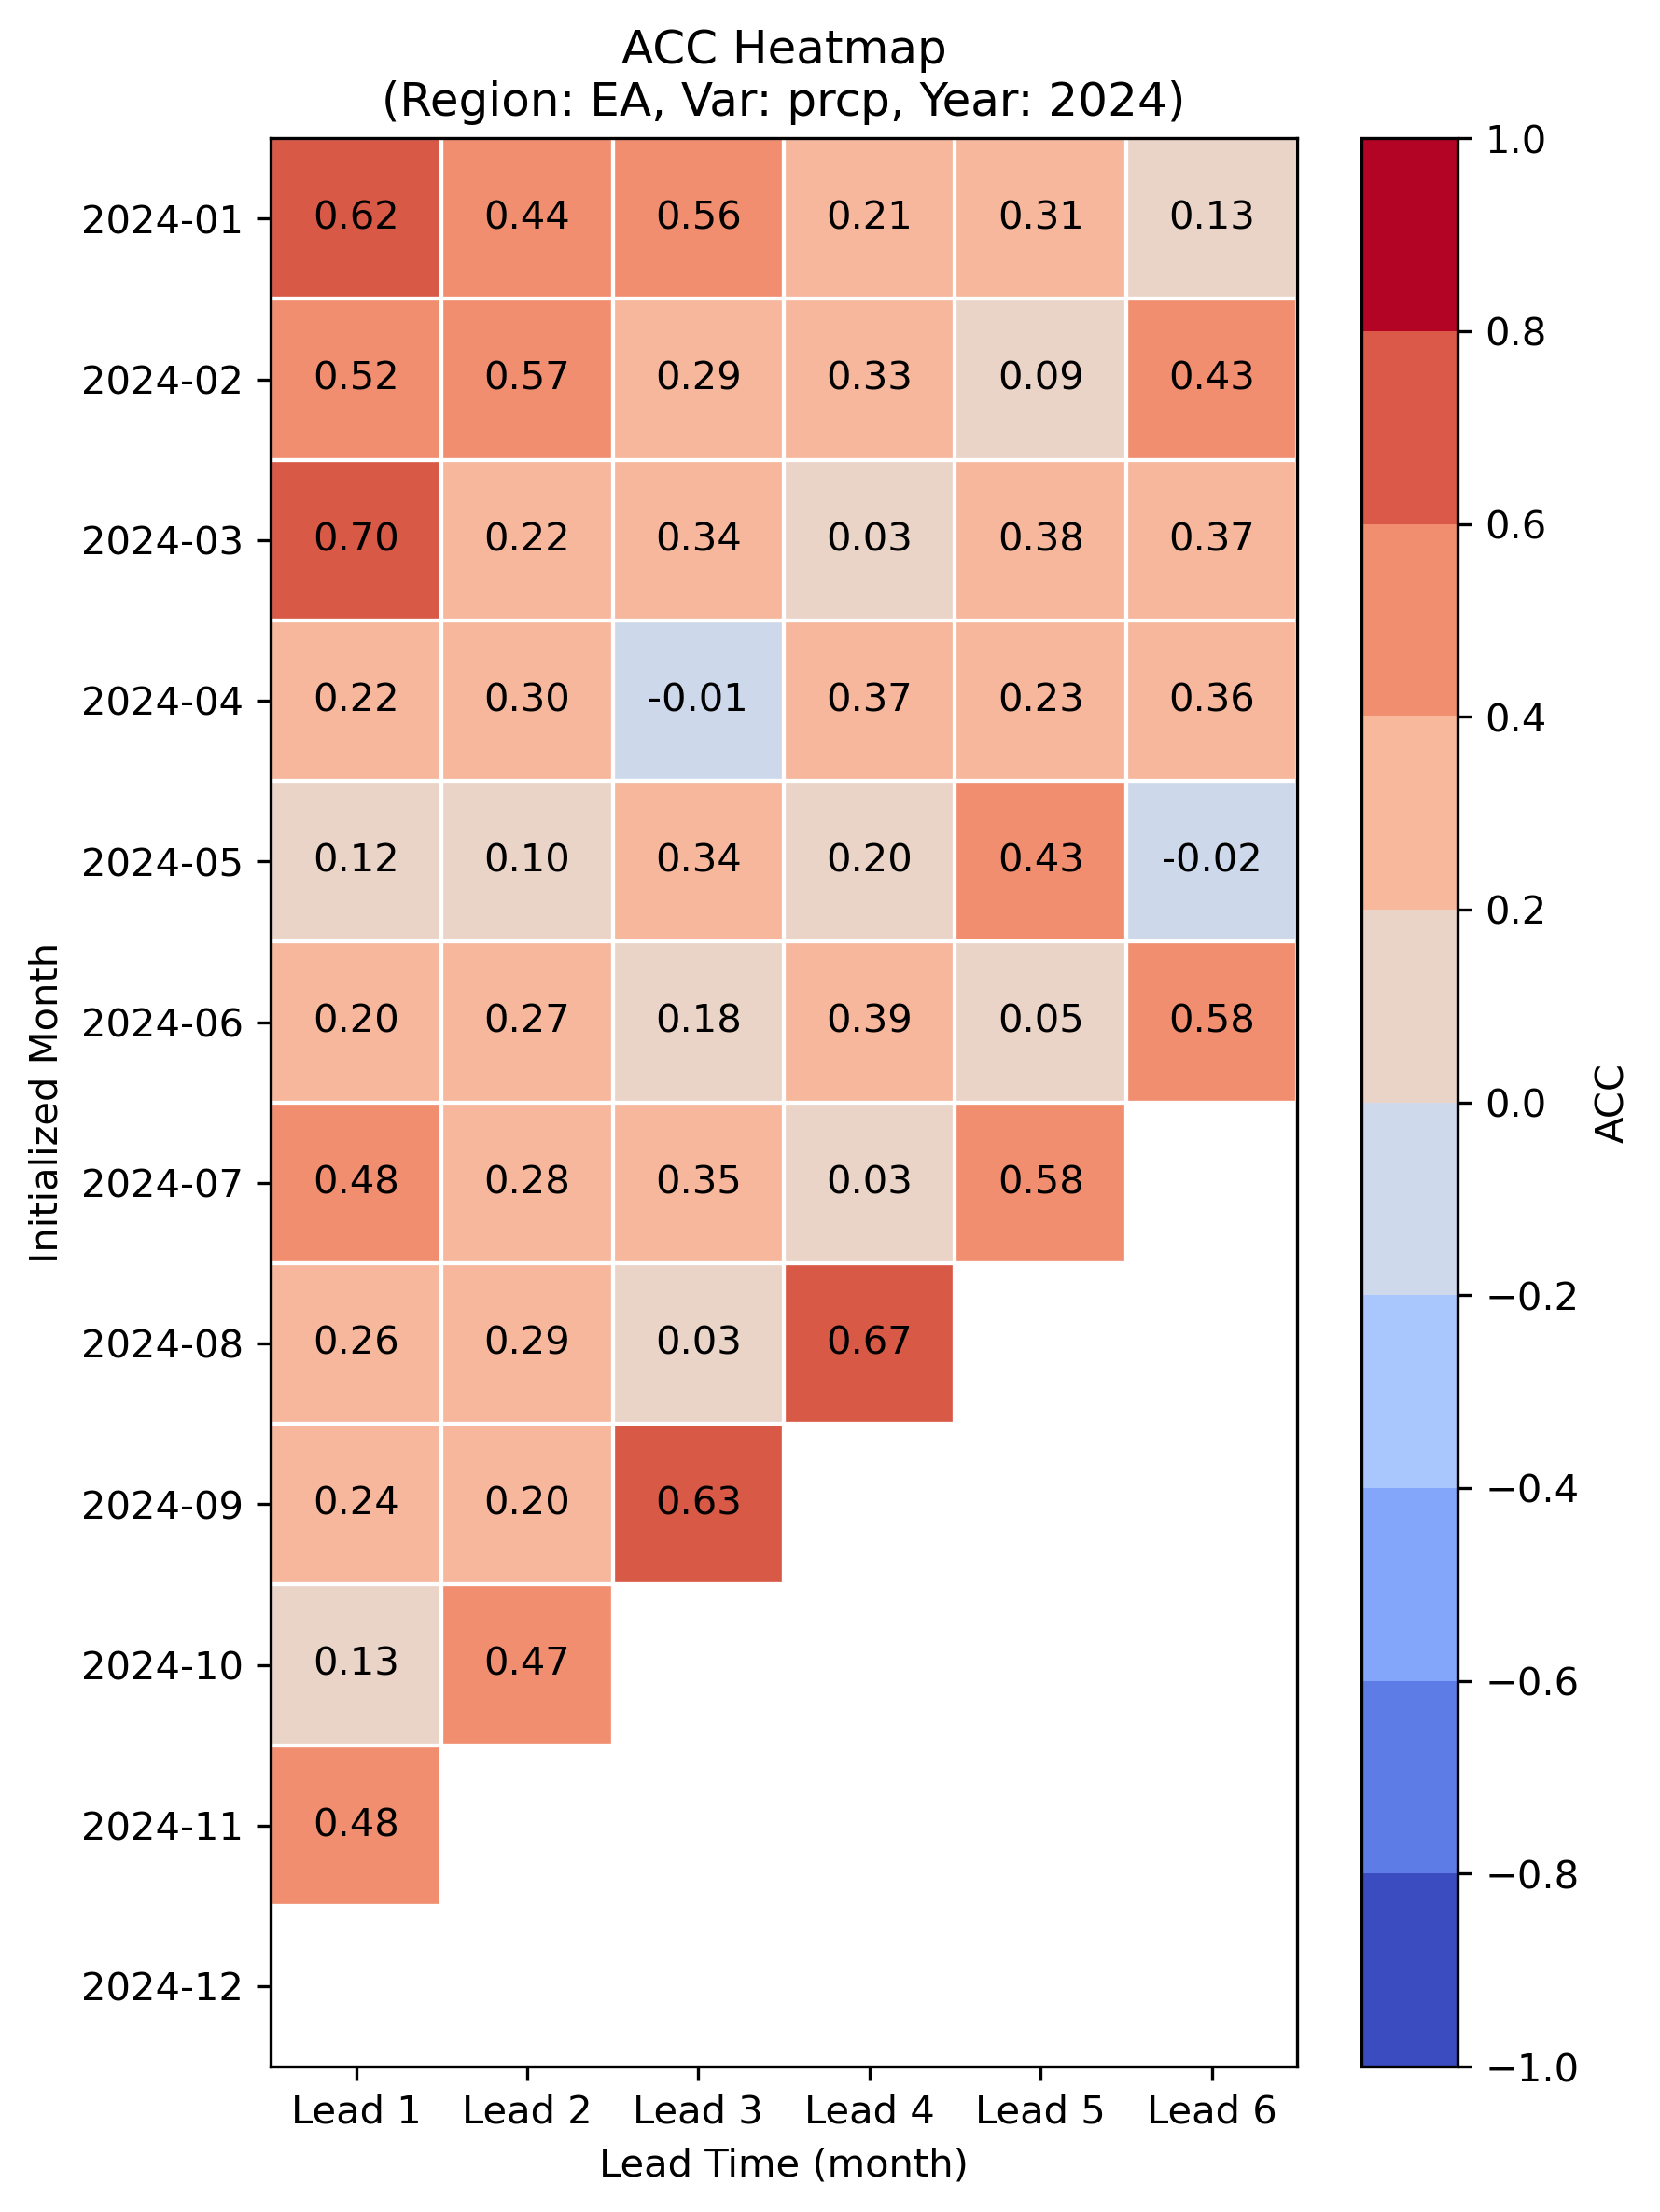 ACC Heatmap
(Region: EA, Var: prcp, Year: 2024)
Initialized Month
2024-01 0.62 0.44 0.56 0.21 0.31 0.13
2024-02 0.52 0.57 0.29 0.33 0.09 0.43
2024-03 0.70 0.22 0.34 0.03 0.38 0.37
2024-04 0.22 0.30 -0.01 0.37 0.23 0.36
2024-05 0.12 0.10 0.34 0.20 0.43 -0.02
2024-06 0.20 0.27 0.18 0.39 0.05 0.58
2024-07 0.48 0.28 0.35 0.03 0.58
2024-08 0.26 0.29 0.03 0.67
2024-09 0.24 0.20 0.63
2024-10 0.13 0.47
2024-11 0.48
2024-12
Lead 1 Lead 2 Lead 3 Lead 4 Lead 5 Lead 6
Lead Time (month)
1.0
0.8
0.6
0.4
0.2
0.0
−0.2
−0.4
−0.6
−0.8
−1.0
ACC